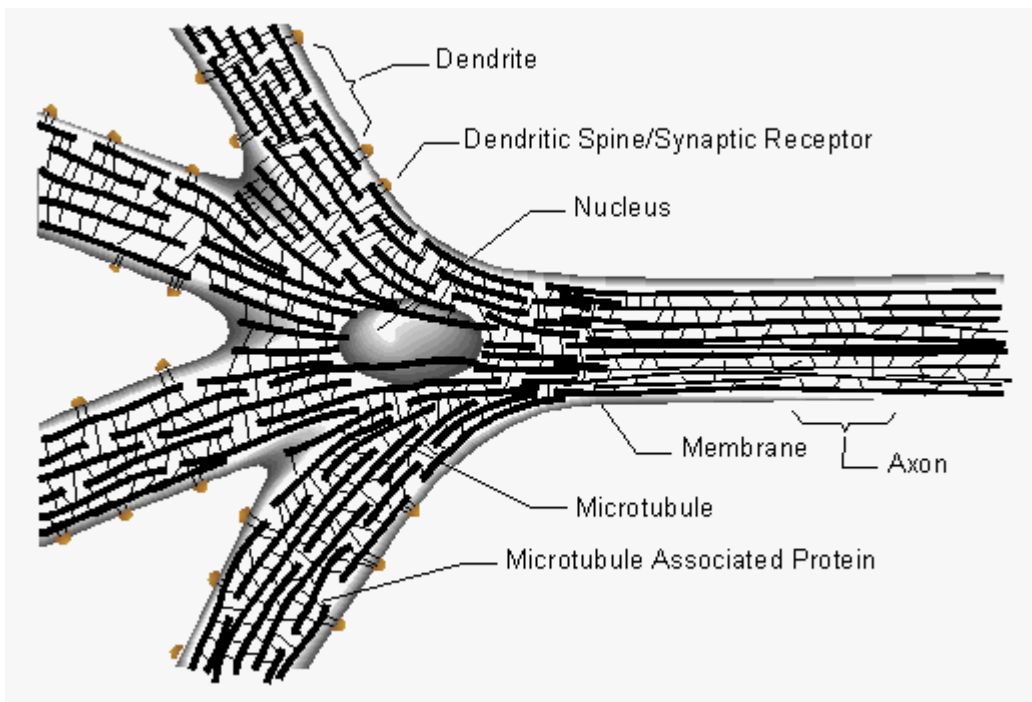 Dendrite
Dendritic Spine/Synaptic Receptor
Nucleus
Membrane
Axon
Microtubule
Microtubule Associated Protein